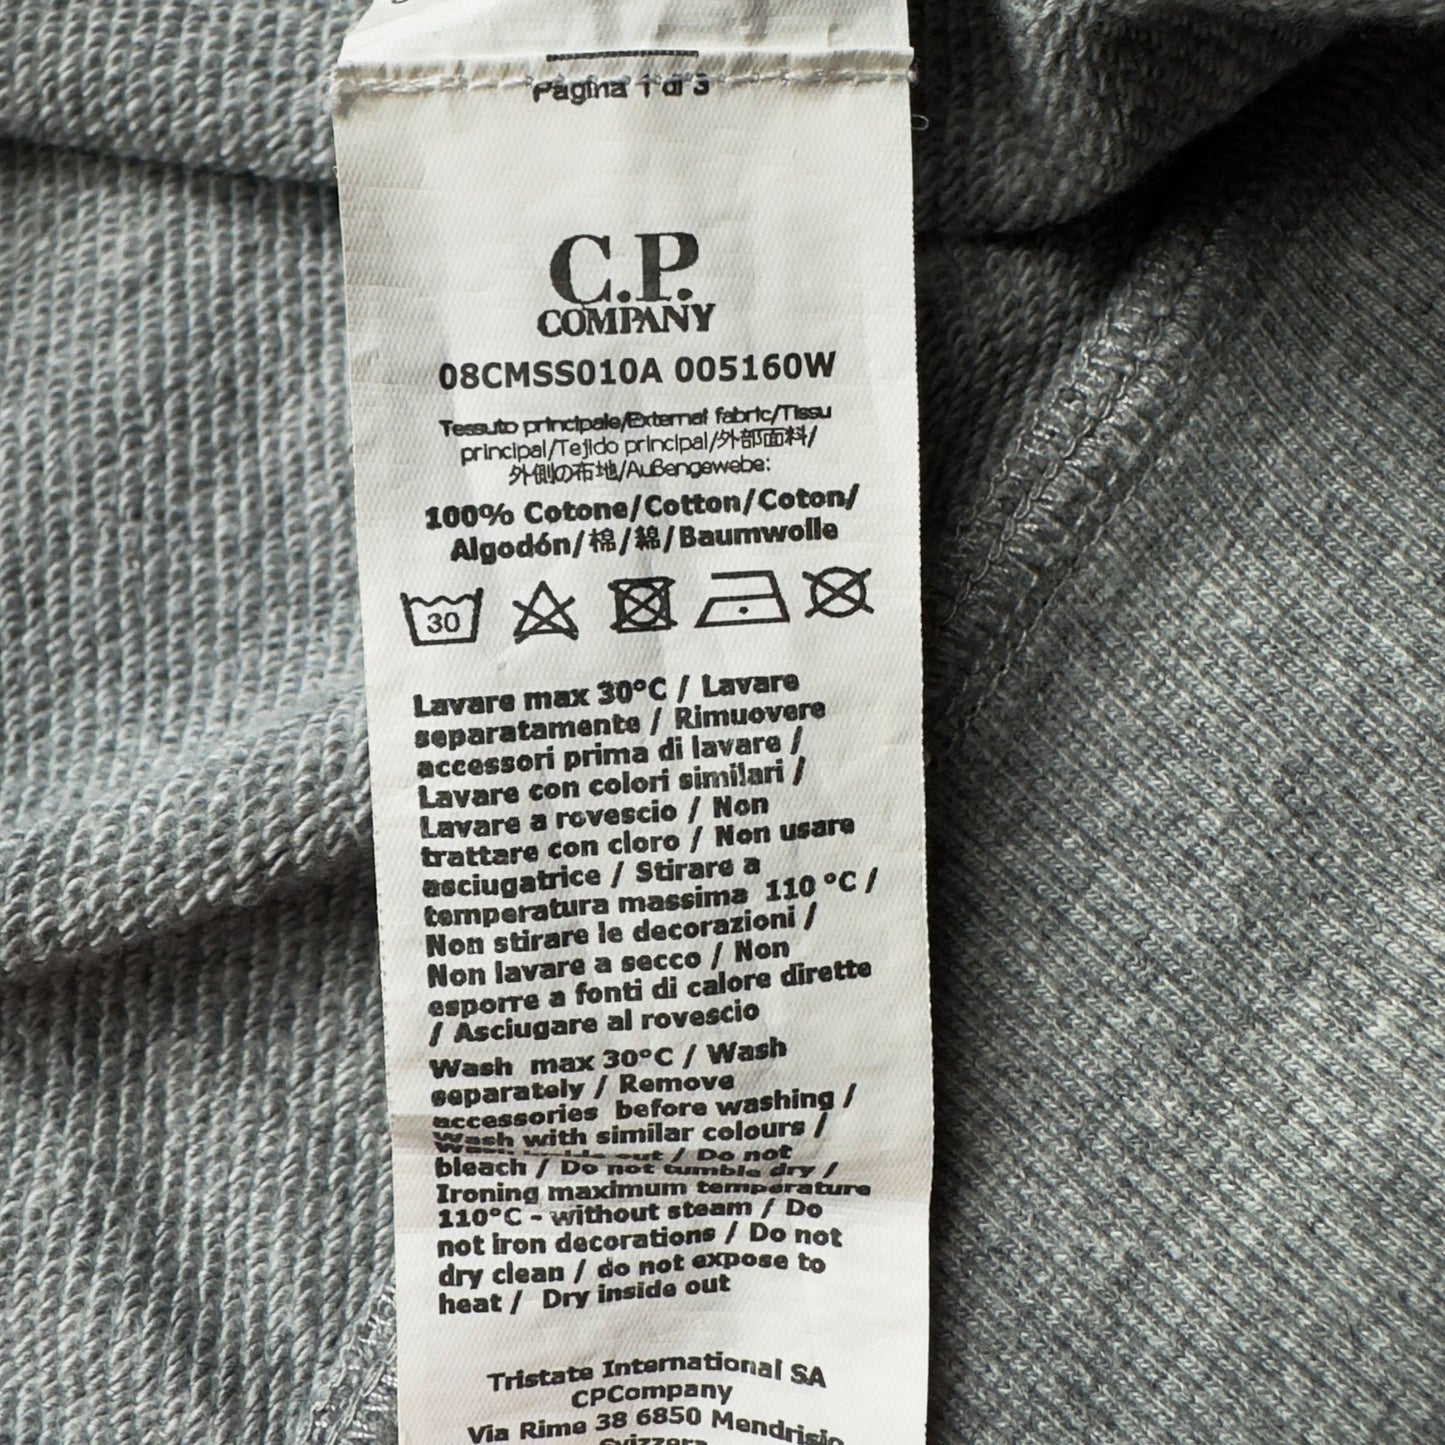 Pagina 1 di 3
C.P.
COMPANY
08CMSS010A 005160W
Tessuto principale/External fabric/Tissu
principal/Tejido principal/外部面料/
外側の布地/Außengewebe:
100% Cotone/Cotton/Coton/
Algodón/棉/綿/Baumwolle
30
Lavare max 30°C / Lavare
separatamente / Rimuovere
accessori prima di lavare /
Lavare con colori similari /
Lavare a rovescio / Non
trattare con cloro / Non usare
asciugatrice / Stirare a
temperatura massima 110 °C /
Non stirare le decorazioni /
Non lavare a secco / Non
esporre a fonti di calore dirette
/ Asciugare al rovescio
Wash max 30°C / Wash
separately / Remove
accessories before washing /
Wash with similar colours /
Wash inside out / Do not
bleach / Do not tumble dry /
Ironing maximum temperature
110°C - without steam / Do
not iron decorations / Do not
dry clean / do not expose to
heat / Dry inside out
Tristate International SA
CPCompany
Via Rime 38 6850 Mendrisio
Svizzera